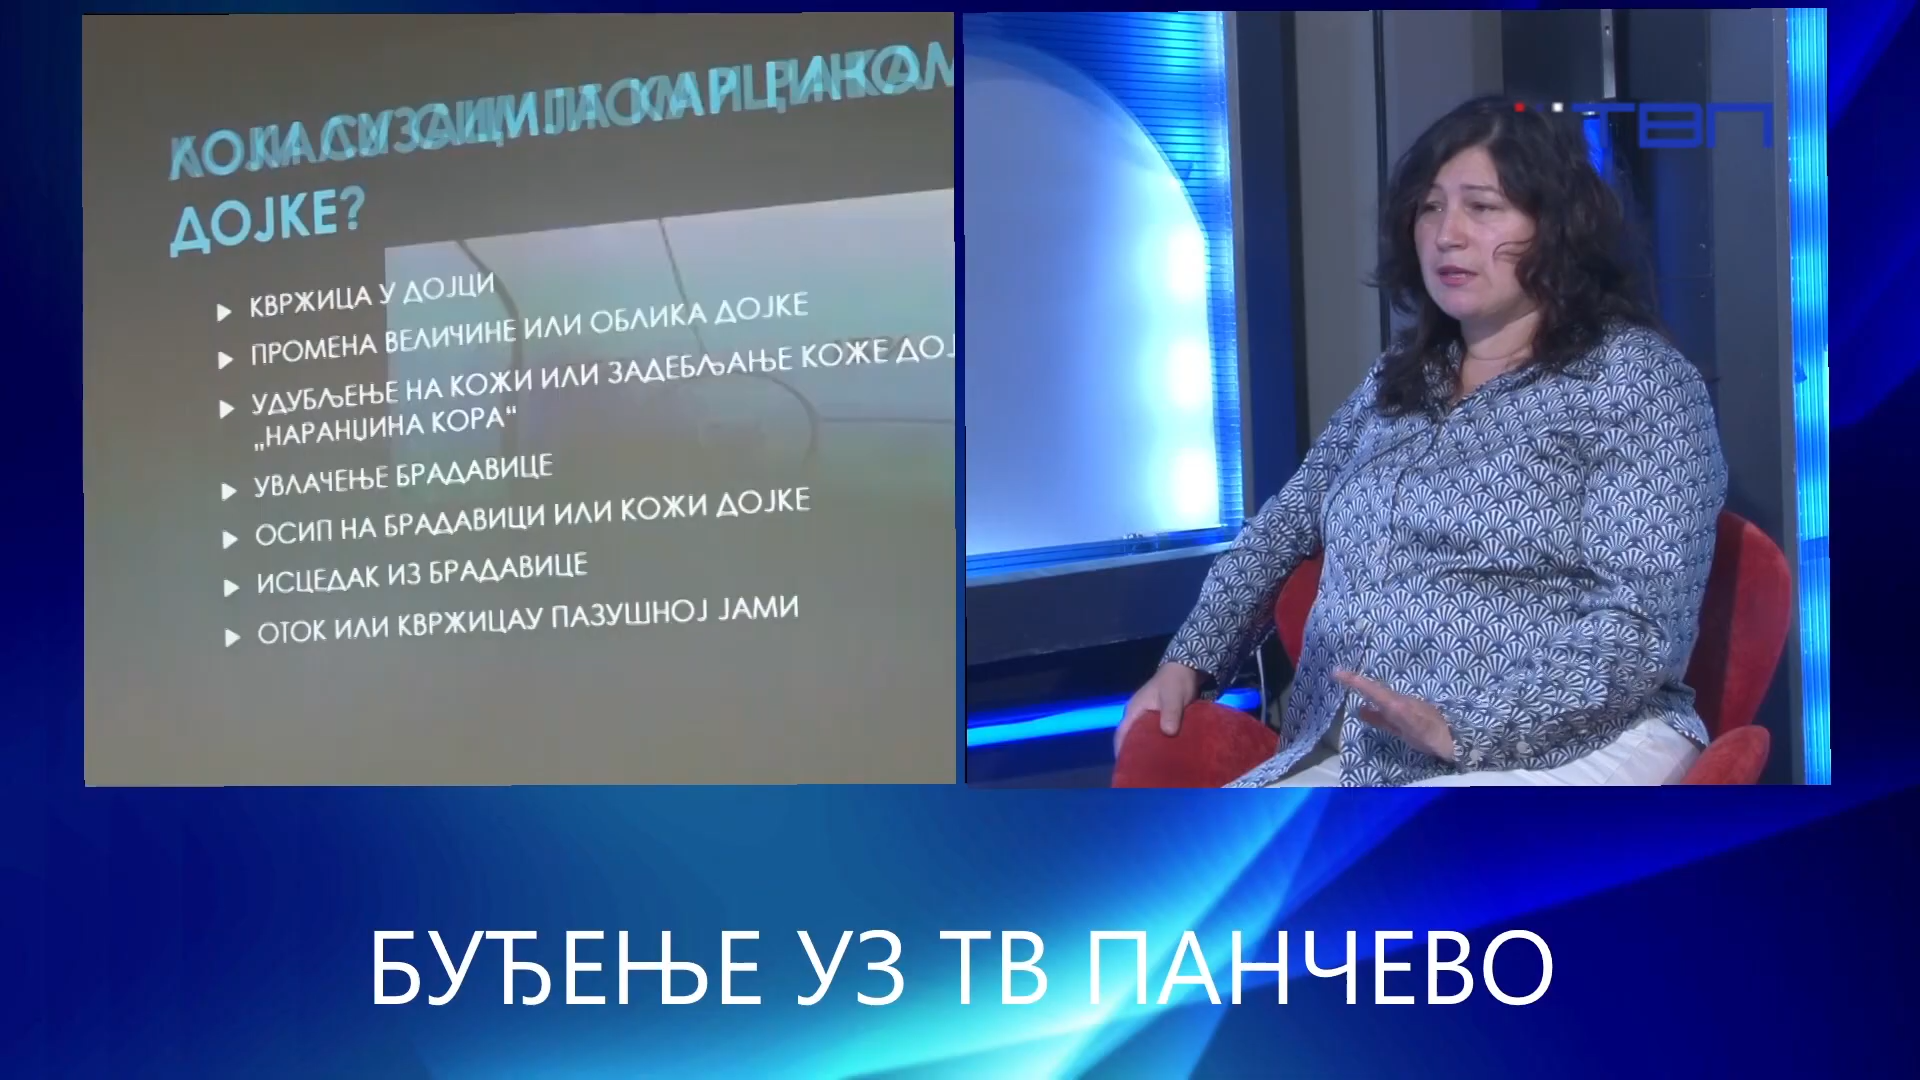 ДОЈКЕ?
КВРЖИЦА У ДОЈЦИ
ПРОМЕНА ВЕЛИЧИНЕ ИЛИ ОБЛИКА ДОЈКЕ
УДУБЉЕЊЕ НА КОЖИ ИЛИ ЗАДЕБЉАЊЕ КОЖЕ
„НАРАНЏИНА КОРА“
УВЛАЧЕЊЕ БРАДАВИЦЕ
ОСИП НА БРАДАВИЦИ ИЛИ КОЖИ ДОЈКЕ
ИСЦЕДАК ИЗ БРАДАВИЦЕ
ОТОК ИЛИ КВРЖИЦАУ ПАЗУШНОЈ ЈАМИ
ТВП
БУЂЕЊЕ УЗ ТВ ПАНЧЕВО